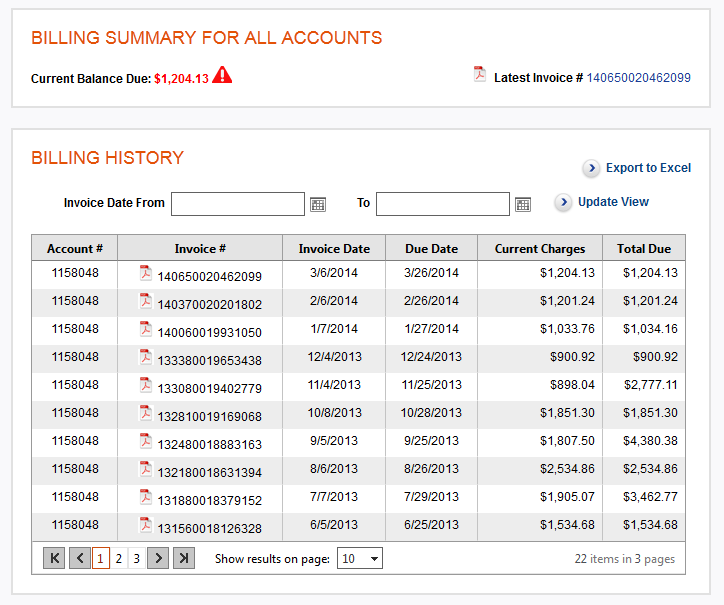 BILLING SUMMARY FOR ALL ACCOUNTS
Current Balance Due: $1,204.13 Latest Invoice # 140650020462099
BILLING HISTORY
Export to Excel
Invoice Date From To Update View
Account # Invoice # Invoice Date Due Date Current Charges Total Due
1158048 140650020462099 3/6/2014 3/26/2014 $1,204.13 $1,204.13
1158048 140370020201802 2/6/2014 2/26/2014 $1,201.24 $1,201.24
1158048 140060019931050 1/7/2014 1/27/2014 $1,033.76 $1,034.16
1158048 133380019653438 12/4/2013 12/24/2013 $900.92 $900.92
1158048 133080019402779 11/4/2013 11/25/2013 $898.04 $2,777.11
1158048 132810019169068 10/8/2013 10/28/2013 $1,851.30 $1,851.30
1158048 132480018883163 9/5/2013 9/25/2013 $1,807.50 $4,380.38
1158048 132180018631394 8/6/2013 8/26/2013 $2,534.86 $2,534.86
1158048 131880018379152 7/7/2013 7/29/2013 $1,905.07 $3,462.77
1158048 131560018126328 6/5/2013 6/25/2013 $1,534.68 $1,534.68
1 2 3 Show results on page: 10 22 items in 3 pages